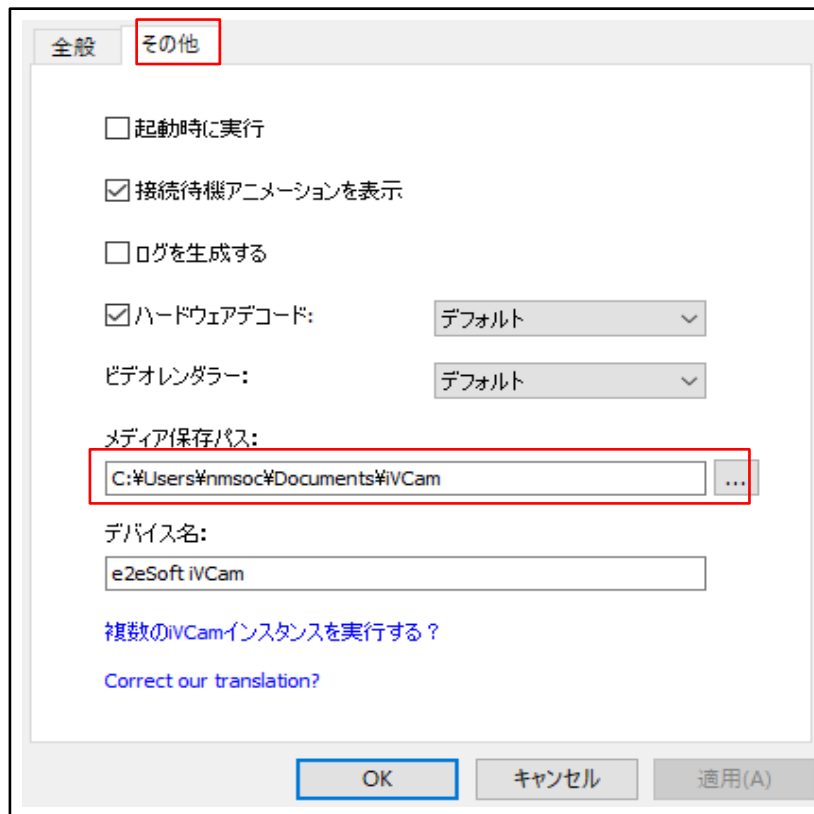 全般 その他
起動時に実行
接続待機アニメーションを表示
ログを生成する
ハードウェアデコード: デフォルト
ビデオレンダラー: デフォルト
メディア保存パス:
C:¥Users¥nmsoc¥Documents¥iVCam ...
デバイス名:
e2eSoft iVCam
複数のiVCamインスタンスを実行する？
Correct our translation?
OK キャンセル 適用(A)